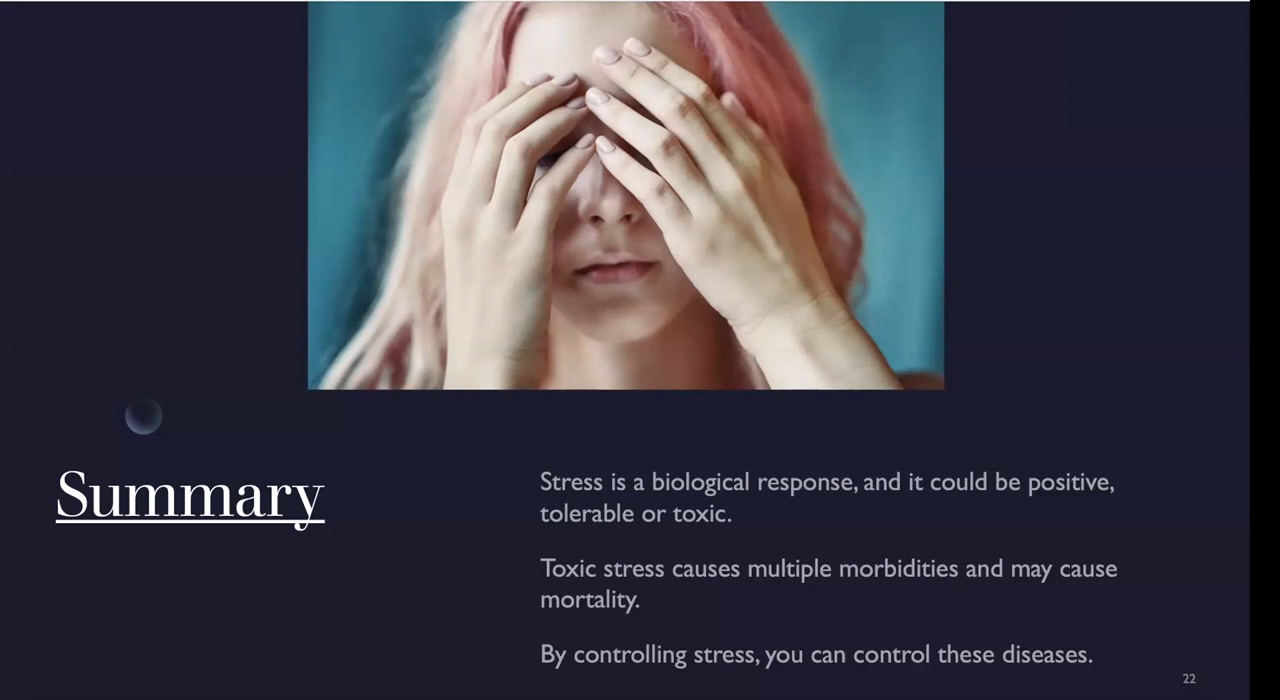 Summary
Stress is a biological response, and it could be positive,
tolerable or toxic.
Toxic stress causes multiple morbidities and may cause
mortality.
By controlling stress, you can control these diseases.
22